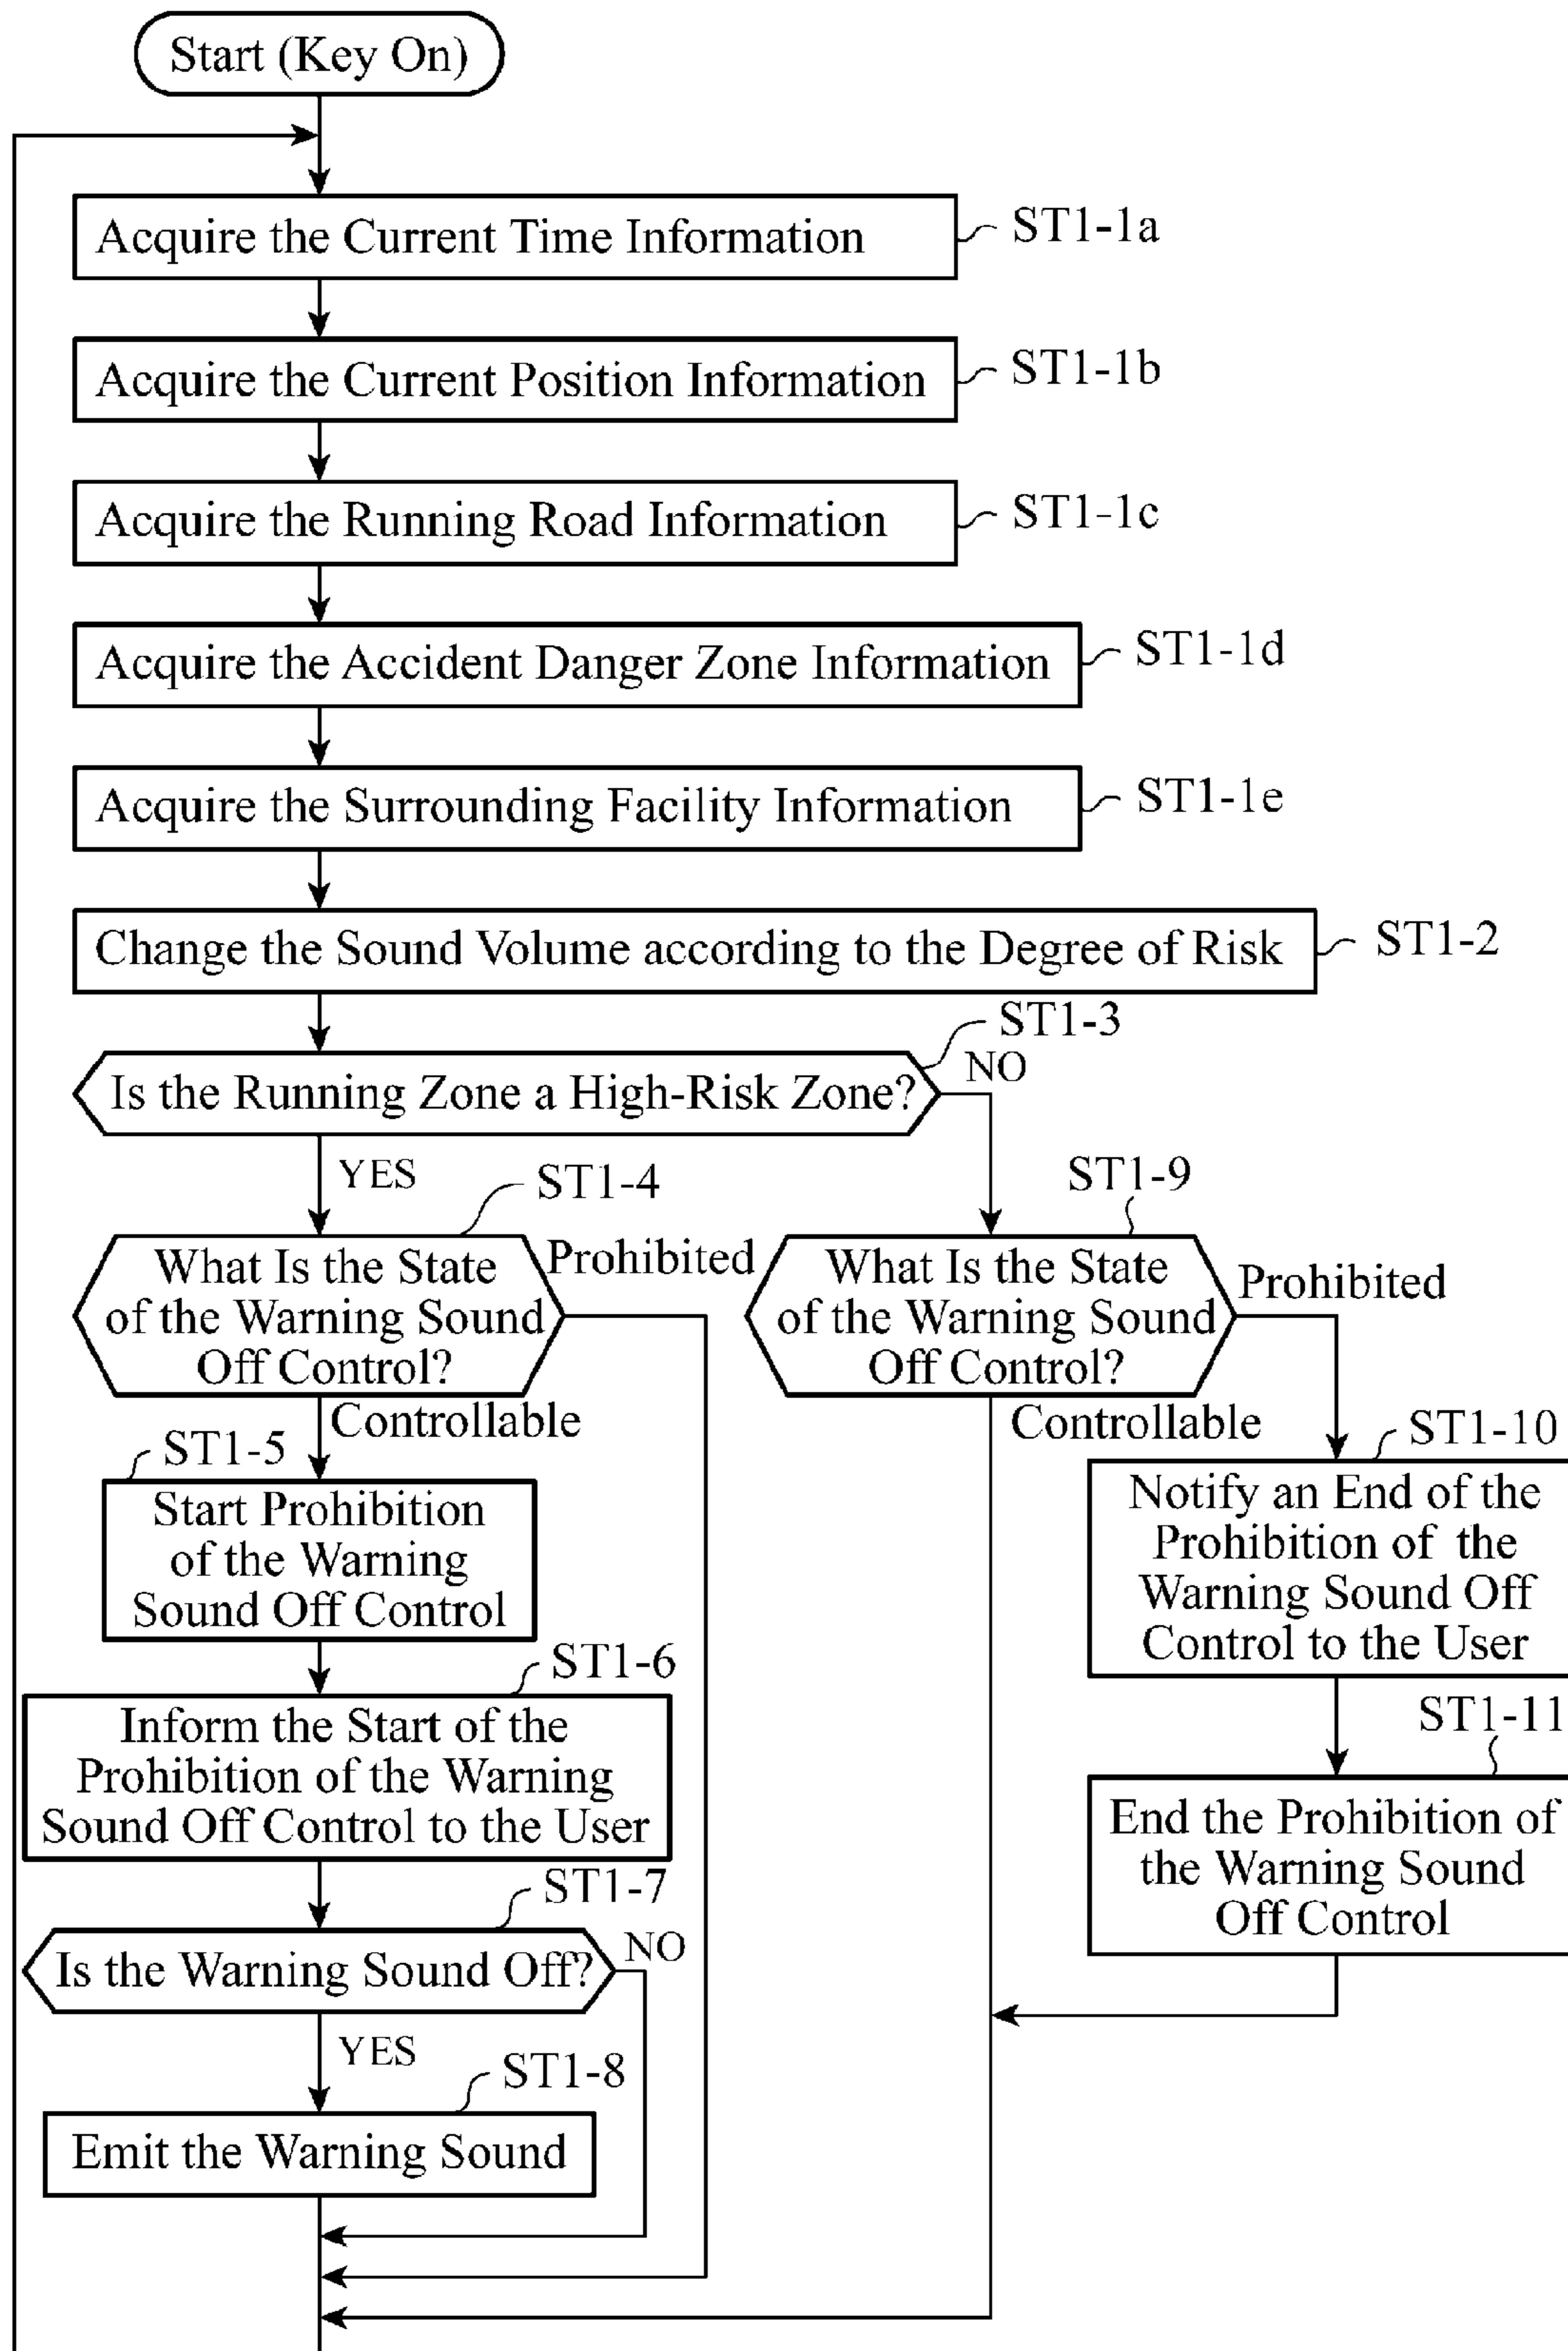 Start (Key On)
Acquire the Current Time Information
ST1-1a
Acquire the Current Position Information
ST1-1b
Acquire the Running Road Information
ST1-1c
Acquire the Accident Danger Zone Information
ST1-1d
Acquire the Surrounding Facility Information
ST1-1e
Change the Sound Volume according to the Degree of Risk
ST1-2
ST1-3
Is the Running Zone a High-Risk Zone?
NO
YES
ST1-4
What Is the State
of the Warning Sound
Off Control?
Prohibited
Controllable
ST1-5
Start Prohibition
of the Warning
Sound Off Control
ST1-6
Inform the Start of the
Prohibition of the Warning
Sound Off Control to the User
ST1-7
Is the Warning Sound Off?
NO
YES
ST1-8
Emit the Warning Sound
ST1-9
What Is the State
of the Warning Sound
Off Control?
Prohibited
Controllable
ST1-10
Notify an End of the
Prohibition of the
Warning Sound Off
Control to the User
ST1-11
End the Prohibition of
the Warning Sound
Off Control